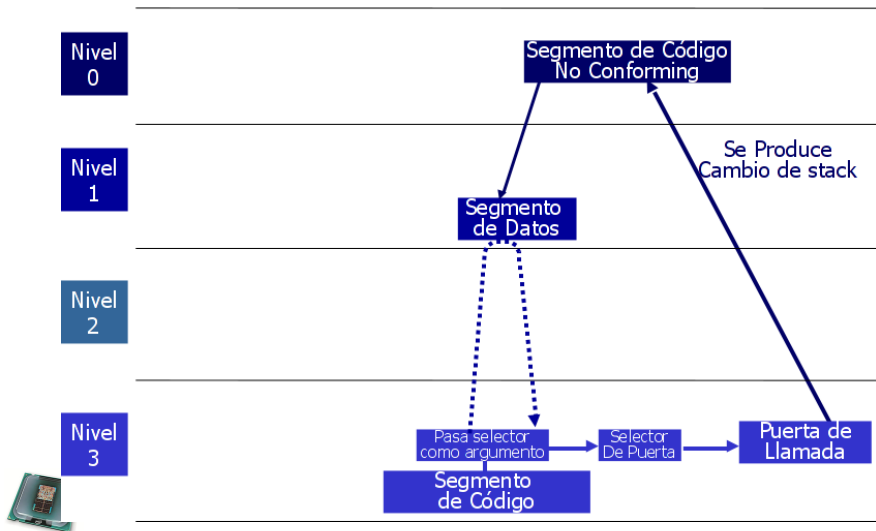 Nivel
0
Segmento de Código
No Conforming
Nivel
1
Se Produce
Cambio de stack
Segmento
de Datos
Nivel
2
Nivel
3
Pasa selector
como argumento
Selector
De Puerta
Puerta de
Llamada
Segmento
de Código